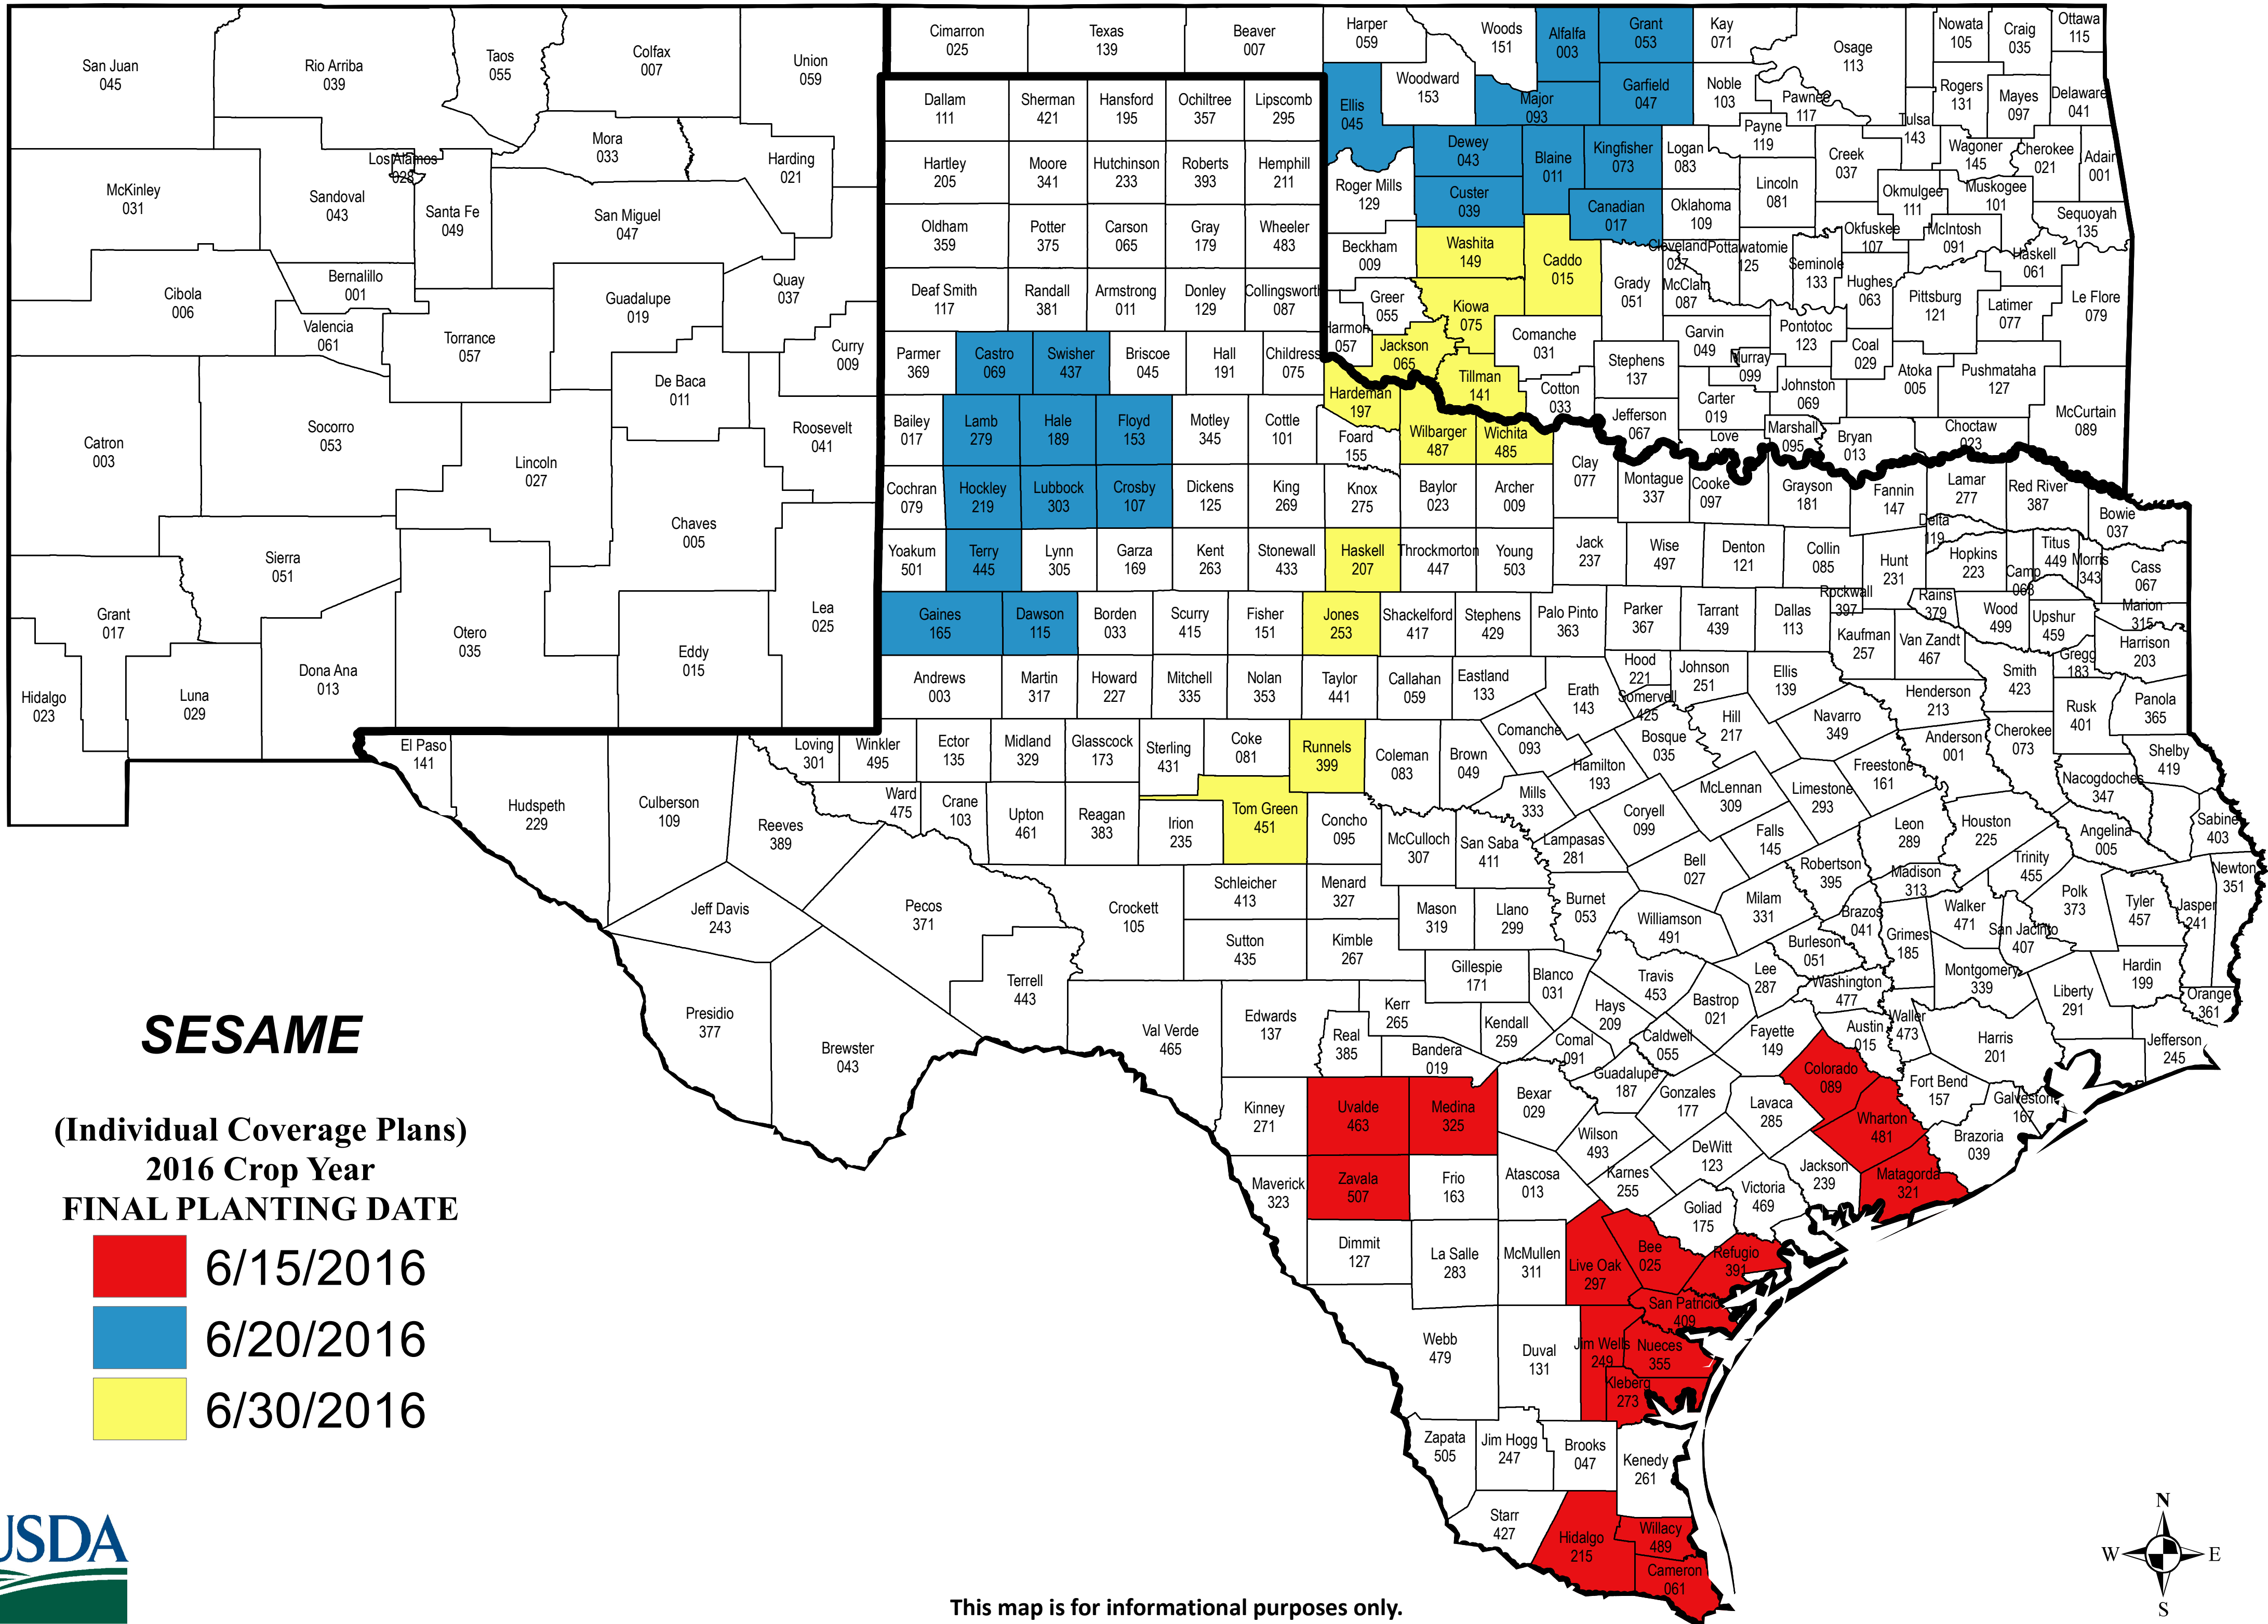 San Juan
045
Rio Arriba
039
Taos
055
Colfax
007
Union
059
Los Alamos
028
Mora
033
Harding
021
McKinley
031
Sandoval
043
Santa Fe
049
San Miguel
047
Bernalillo
001
Cibola
006
Valencia
061
Torrance
057
Guadalupe
019
Quay
037
Curry
009
De Baca
011
Roosevelt
041
Catron
003
Socorro
053
Lincoln
027
Chaves
005
Sierra
051
Grant
017
Hidalgo
023
Luna
029
Dona Ana
013
Otero
035
Eddy
015
Lea
025
Cimarron
025
Texas
139
Beaver
007
Harper
059
Woods
151
Alfalfa
003
Grant
053
Kay
071
Osage
113
Nowata
105
Craig
035
Ottawa
115
Ellis
045
Woodward
153
Major
093
Garfield
047
Noble
103
Pawnee
117
Rogers
131
Mayes
097
Delaware
041
Tulsa
143
Dewey
043
Blaine
011
Kingfisher
073
Logan
083
Payne
119
Creek
037
Wagoner
145
Cherokee
021
Adair
001
Roger Mills
129
Custer
039
Canadian
017
Oklahoma
109
Lincoln
081
Okmulgee
111
Muskogee
101
Sequoyah
135
Beckham
009
Washita
149
Caddo
015
Grady
051
Cleveland
027
Pottawatomie
125
Seminole
133
Okfuskee
107
McIntosh
091
Haskell
061
McClain
087
Hughes
063
Pittsburg
121
Latimer
077
Le Flore
079
Greer
055
Kiowa
075
Harmon
057
Jackson
065
Comanche
031
Tillman
141
Cotton
033
Stephens
137
Garvin
049
Murray
099
Pontotoc
123
Coal
029
Atoka
005
Pushmataha
127
Johnston
069
Carter
019
Jefferson
067
Love
Marshall
095
Bryan
013
Choctaw
023
McCurtain
089
Dallam
111
Sherman
421
Hansford
195
Ochiltree
357
Lipscomb
295
Hartley
205
Moore
341
Hutchinson
233
Roberts
393
Hemphill
211
Oldham
359
Potter
375
Carson
065
Gray
179
Wheeler
483
Deaf Smith
117
Randall
381
Armstrong
011
Donley
129
Collingsworth
087
Parmer
369
Castro
069
Swisher
437
Briscoe
045
Hall
191
Childress
075
Hardeman
197
Bailey
017
Lamb
279
Hale
189
Floyd
153
Motley
345
Cottle
101
Foard
155
Wilbarger
487
Wichita
485
Clay
077
Cochran
079
Hockley
219
Lubbock
303
Crosby
107
Dickens
125
King
269
Knox
275
Baylor
023
Archer
009
Montague
337
Cooke
097
Grayson
181
Fannin
147
Lamar
277
Red River
387
Bowie
037
Delta
119
Yoakum
501
Terry
445
Lynn
305
Garza
169
Kent
263
Stonewall
433
Haskell
207
Throckmorton
447
Young
503
Jack
237
Wise
497
Denton
121
Collin
085
Hunt
231
Hopkins
223
Titus
449
Camp
063
Morris
343
Cass
067
Rockwall
397
Rains
379
Wood
499
Upshur
459
Marion
315
Gaines
165
Dawson
115
Borden
033
Scurry
415
Fisher
151
Jones
253
Shackelford
417
Stephens
429
Palo Pinto
363
Parker
367
Tarrant
439
Dallas
113
Kaufman
257
Van Zandt
467
Smith
423
Gregg
183
Harrison
203
Andrews
003
Martin
317
Howard
227
Mitchell
335
Nolan
353
Taylor
441
Callahan
059
Eastland
133
Erath
143
Hood
221
Somervell
425
Johnson
251
Ellis
139
Henderson
213
Rusk
401
Panola
365
El Paso
141
Hudspeth
229
Culberson
109
Loving
301
Winkler
495
Ector
135
Midland
329
Glasscock
173
Sterling
431
Coke
081
Runnels
399
Coleman
083
Brown
049
Comanche
093
Hamilton
193
Bosque
035
Hill
217
Navarro
349
Anderson
001
Cherokee
073
Shelby
419
Reeves
389
Ward
475
Crane
103
Upton
461
Reagan
383
Irion
235
Tom Green
451
Concho
095
McCulloch
307
San Saba
411
Mills
333
Lampasas
281
Coryell
099
McLennan
309
Limestone
293
Freestone
161
Nacogdoches
347
Falls
145
Leon
289
Houston
225
Angelina
005
Sabine
403
Jeff Davis
243
Pecos
371
Crockett
105
Schleicher
413
Menard
327
Mason
319
Llano
299
Burnet
053
Bell
027
Milam
331
Robertson
395
Madison
313
Trinity
455
Polk
373
Tyler
457
Jasper
241
Newton
351
Terrell
443
Sutton
435
Kimble
267
Gillespie
171
Blanco
031
Williamson
491
Travis
453
Lee
287
Burleson
051
Brazos
041
Grimes
185
Walker
471
San Jacinto
407
Montgomery
339
Liberty
291
Hardin
199
Orange
361
Presidio
377
Brewster
043
Val Verde
465
Edwards
137
Real
385
Kerr
265
Kendall
259
Bandera
019
Comal
091
Hays
209
Caldwell
055
Bastrop
021
Fayette
149
Washington
477
Austin
015
Waller
473
Harris
201
Jefferson
245
Kinney
271
Uvalde
463
Medina
325
Bexar
029
Guadalupe
187
Gonzales
177
Lavaca
285
Colorado
089
Wharton
481
Fort Bend
157
Galveston
167
Brazoria
039
Maverick
323
Zavala
507
Frio
163
Atascosa
013
Wilson
493
Karnes
255
DeWitt
123
Jackson
239
Matagorda
321
Victoria
469
Goliad
175
Dimmit
127
La Salle
283
McMullen
311
Live Oak
297
Bee
025
Refugio
391
San Patricio
409
Webb
479
Duval
131
Jim Wells
249
Nueces
355
Kleberg
273
Zapata
505
Jim Hogg
247
Brooks
047
Kenedy
261
Starr
427
Hidalgo
215
Willacy
489
Cameron
061
SESAME
(Individual Coverage Plans)
2016 Crop Year
FINAL PLANTING DATE
6/15/2016
6/20/2016
6/30/2016
USDA
This map is for informational purposes only.
N
W
E
S